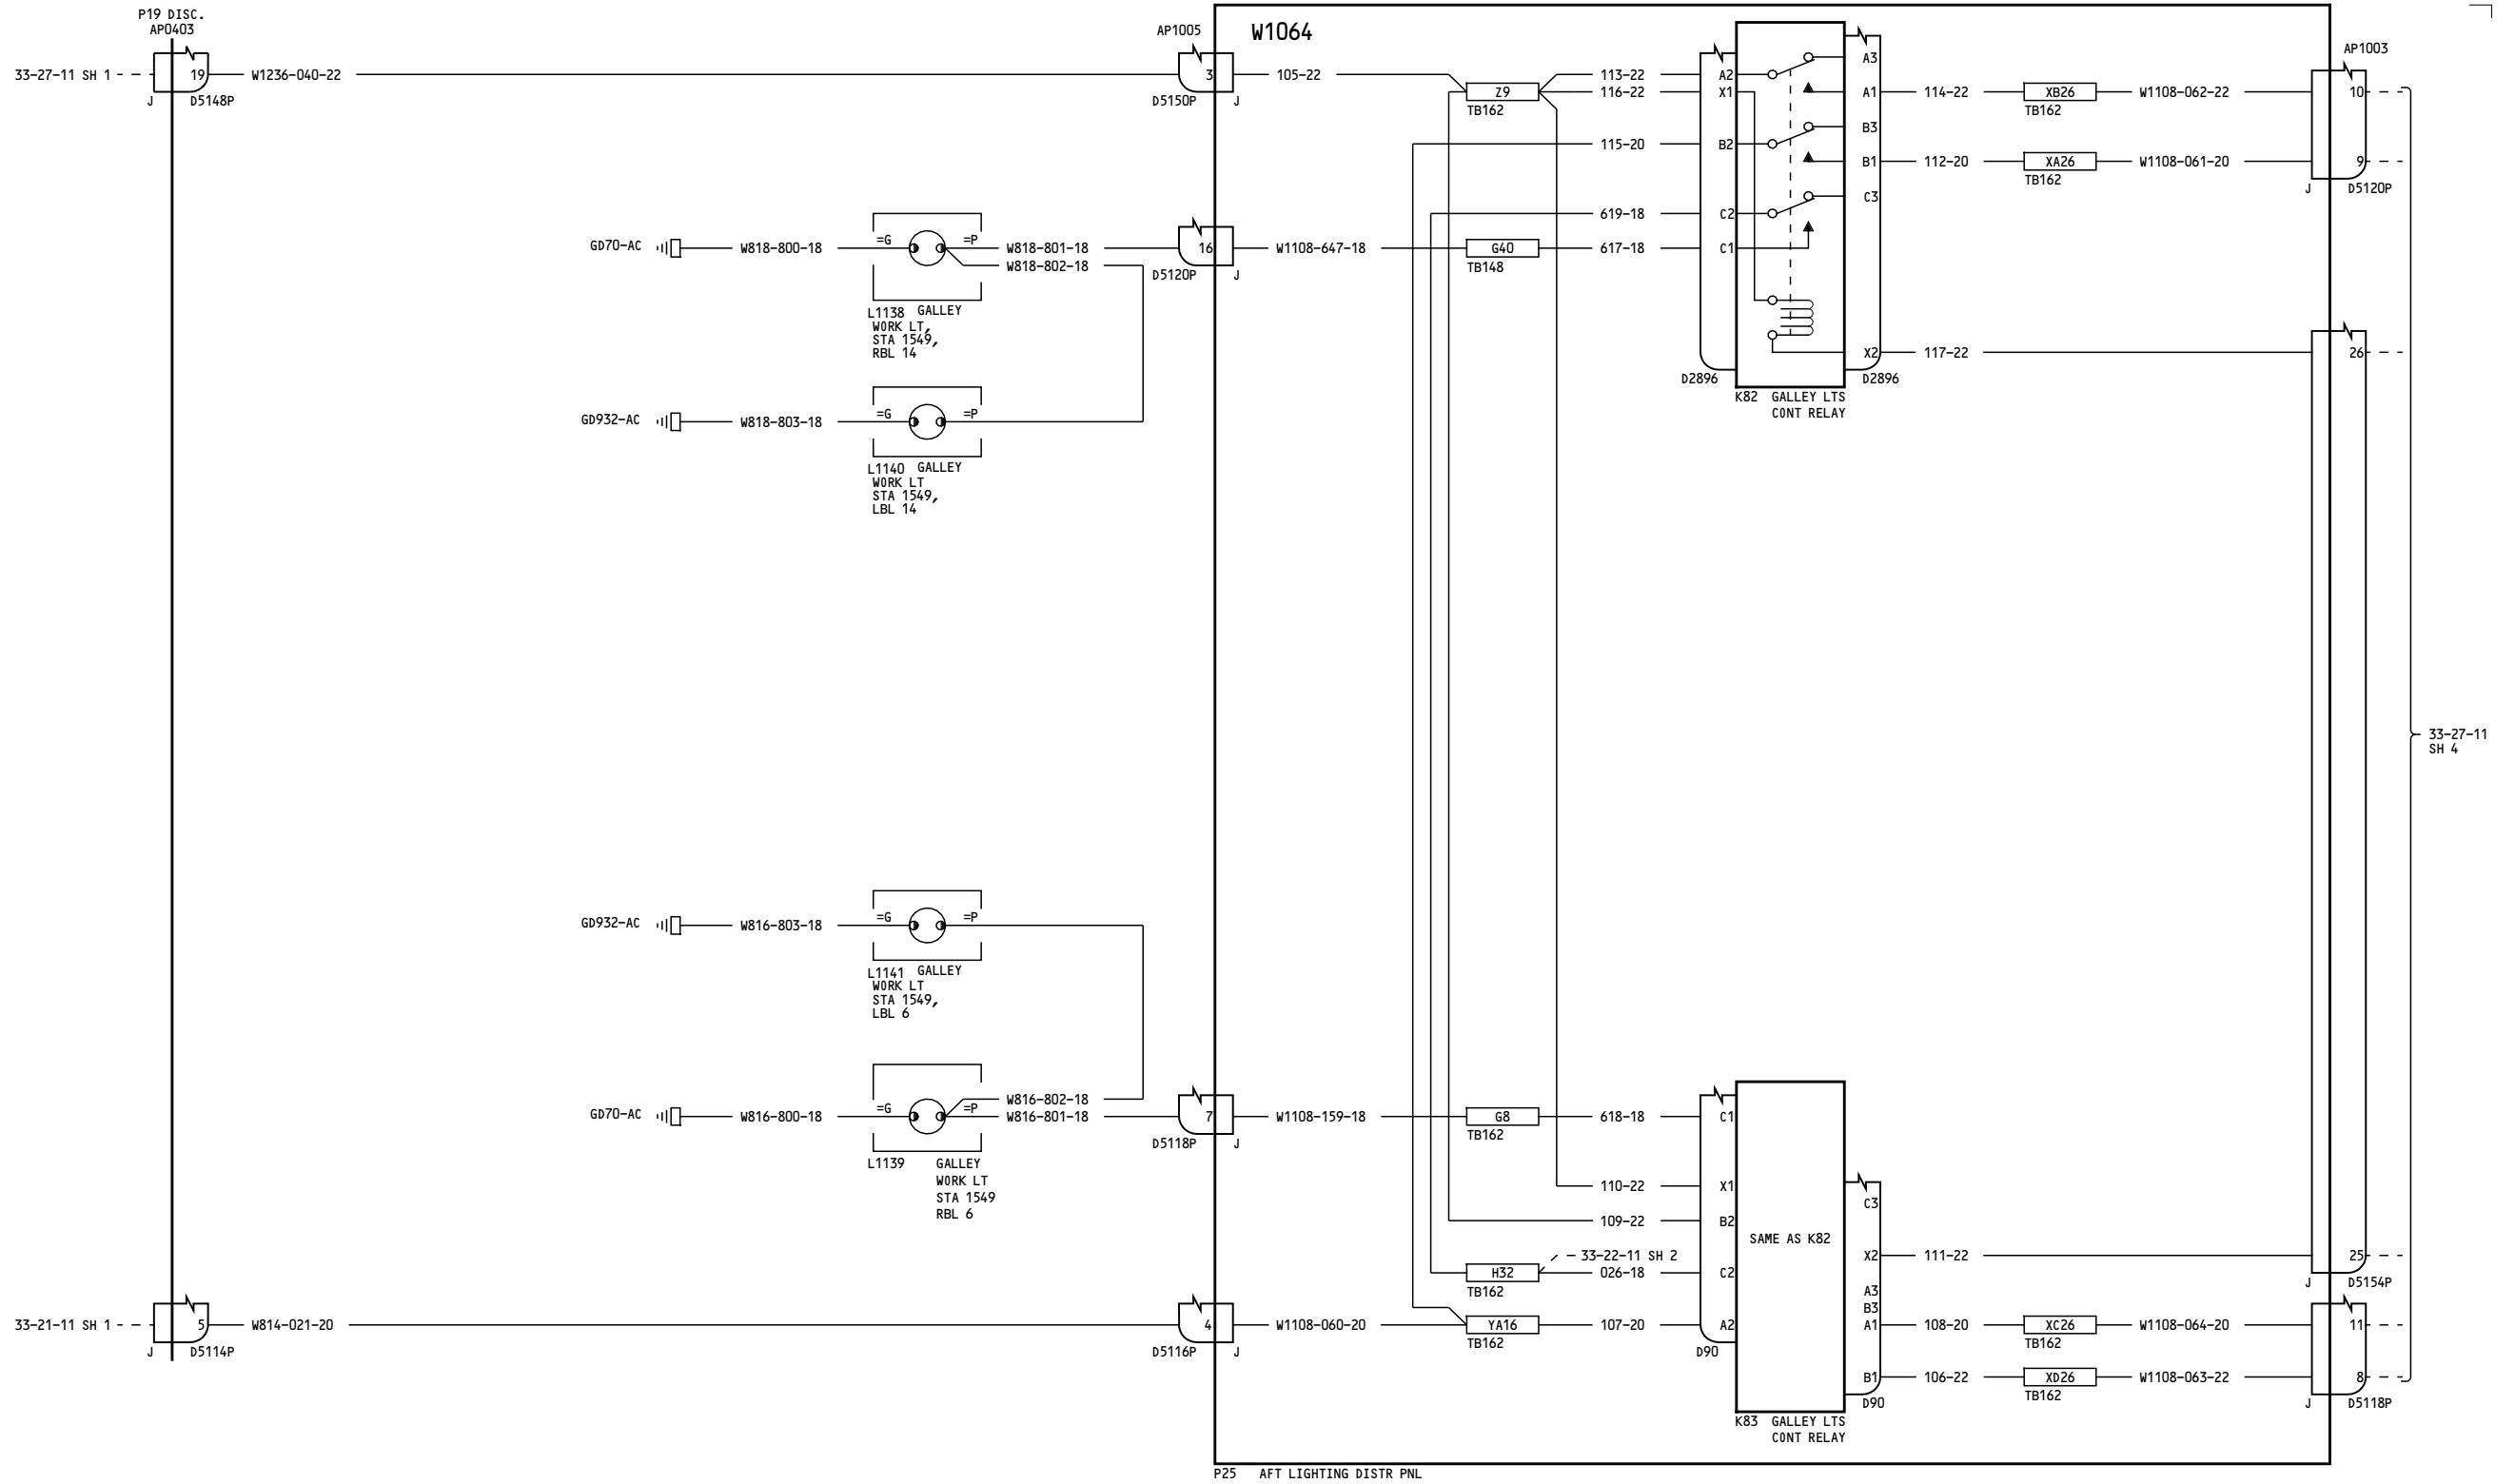 P19 DISC.
AP0403
33-27-11 SH 1
19
W1236-040-22
J
D5148P
AP1005
3
D5150P
J
W1064
105-22
Z9
TB162
113-22
116-22
115-20
619-18
A2
X1
B2
C2
C1
A3
A1
B3
B1
C3
X2
114-22
XB26
TB162
W1108-062-22
112-20
XA26
TB162
W1108-061-20
AP1003
10
9
J
D5120P
GD70-AC
W818-800-18
=G
=P
W818-801-18
W818-802-18
16
D5120P
J
W1108-647-18
G40
TB148
617-18
L1138 GALLEY
WORK LT,
STA 1549,
RBL 14
117-22
26
D2896
D2896
K82 GALLEY LTS
CONT RELAY
GD932-AC
W818-803-18
=G
=P
L1140 GALLEY
WORK LT
STA 1549,
LBL 14
33-27-11
SH 4
GD932-AC
W816-803-18
=G
=P
L1141 GALLEY
WORK LT
STA 1549,
LBL 6
GD70-AC
W816-800-18
=G
=P
W816-802-18
W816-801-18
7
D5118P
J
W1108-159-18
G8
TB162
618-18
L1139 GALLEY
WORK LT
STA 1549
RBL 6
110-22
109-22
33-22-11 SH 2
H32
TB162
026-18
C1
X1
B2
C2
A2
SAME AS K82
C3
X2
A3
B3
A1
B1
111-22
25
J
D5154P
33-21-11 SH 1
5
W814-021-20
J
D5114P
4
D5116P
J
W1108-060-20
YA16
TB162
107-20
D90
108-20
XC26
TB162
W1108-064-20
11
106-22
XD26
TB162
W1108-063-22
8
D90
J
D5118P
K83 GALLEY LTS
CONT RELAY
P25 AFT LIGHTING DISTR PNL